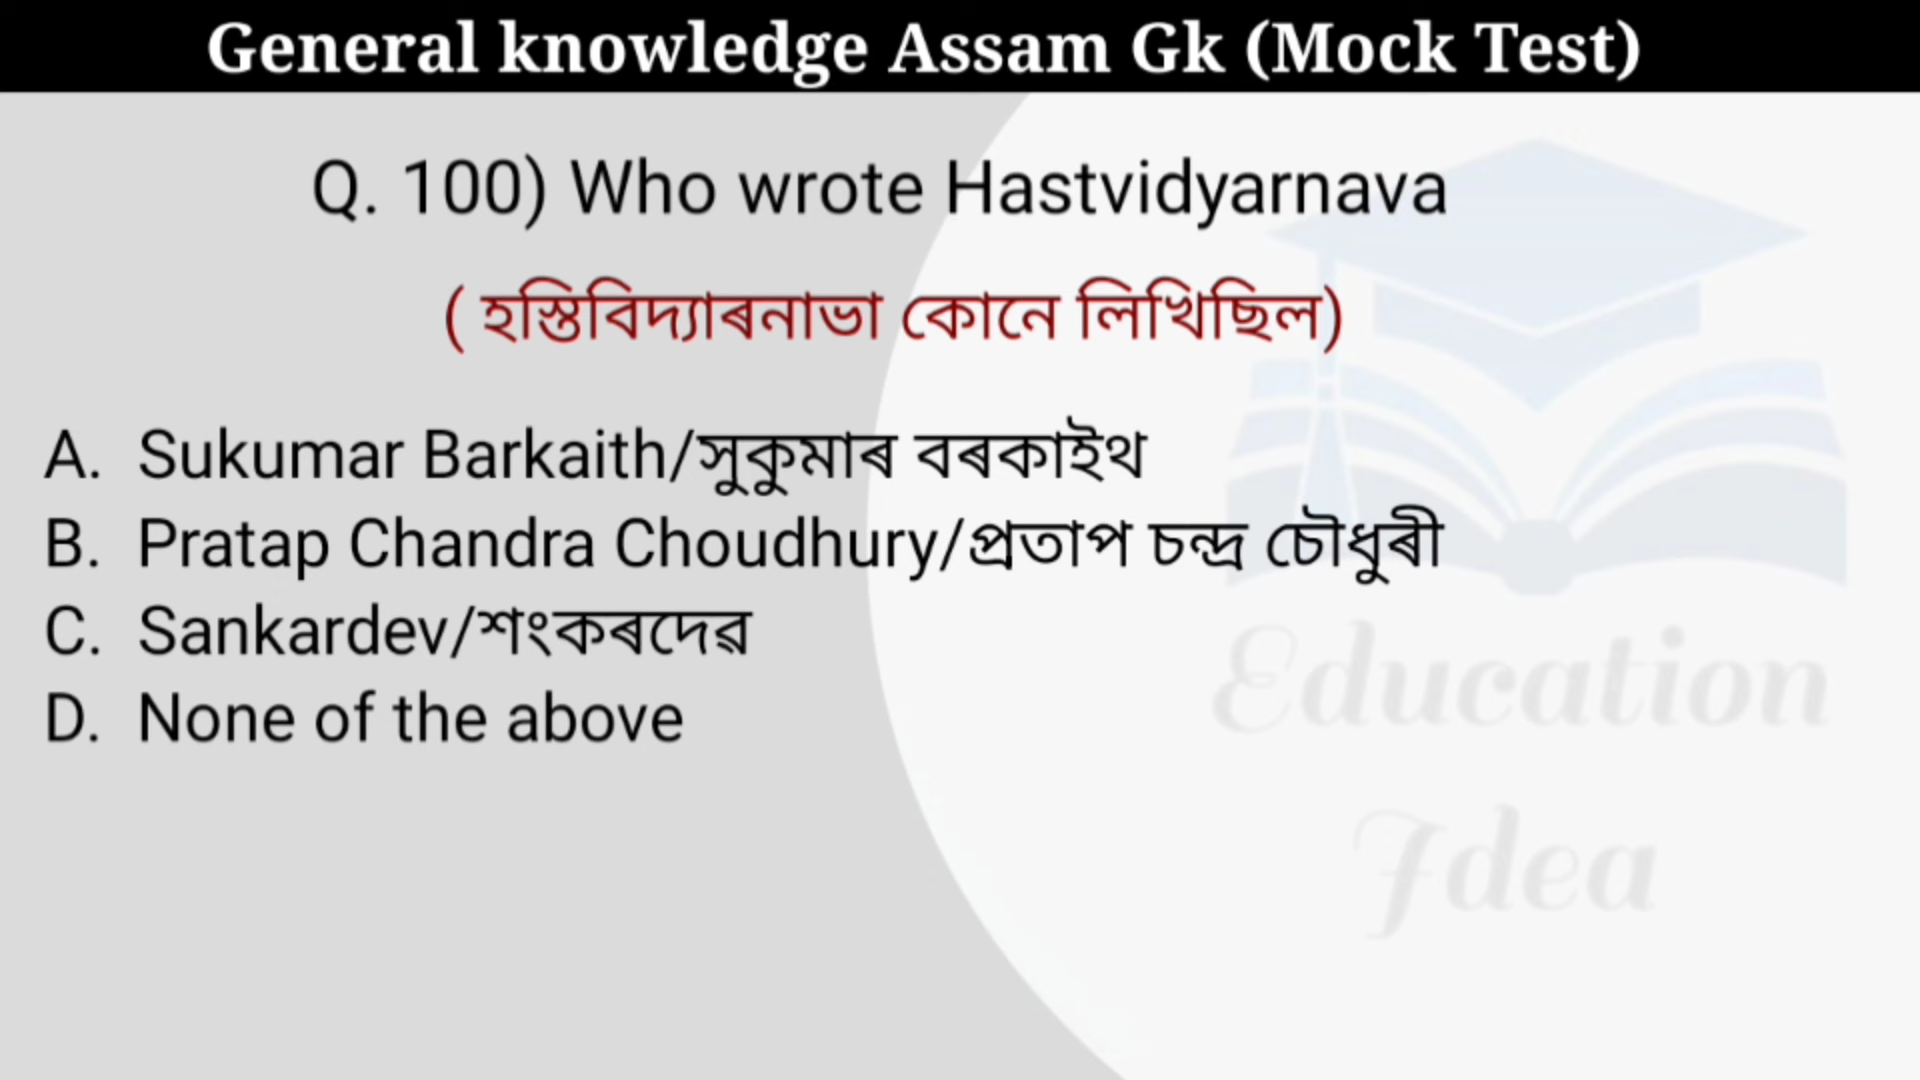 General knowledge Assam Gk (Mock Test)
Q. 100) Who wrote Hastvidyarnava
( হস্তিবিদ্যাৰনাভা কোনে লিখিছিল)
A. Sukumar Barkaith/সুকুমাৰ বৰকাইথ
B. Pratap Chandra Choudhury/প্ৰতাপ চন্দ্ৰ চৌধুৰী
C. Sankardev/শংকৰদেৱ
D. None of the above
Education
Idea